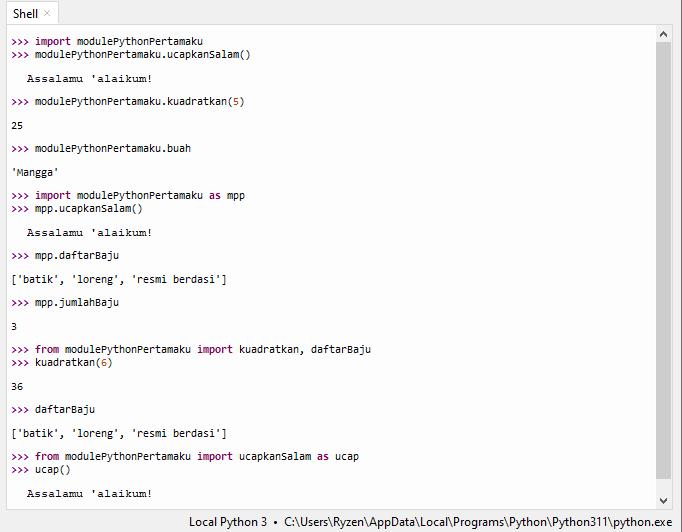 Shell ×
>>> import modulePythonPertamaku
>>> modulePythonPertamaku.ucapkanSalam()
Assalamu 'alaikum!
>>> modulePythonPertamaku.kuadratkan(5)
25
>>> modulePythonPertamaku.buah
'Mangga'
>>> import modulePythonPertamaku as mpp
>>> mpp.ucapkanSalam()
Assalamu 'alaikum!
>>> mpp.daftarBaju
['batik', 'loreng', 'resmi berdasi']
>>> mpp.jumlahBaju
3
>>> from modulePythonPertamaku import kuadratkan, daftarBaju
>>> kuadratkan(6)
36
>>> daftarBaju
['batik', 'loreng', 'resmi berdasi']
>>> from modulePythonPertamaku import ucapkanSalam as ucap
>>> ucap()
Assalamu 'alaikum!
Local Python 3 • C:\Users\Ryzen\AppData\Local\Programs\Python\Python311\python.exe